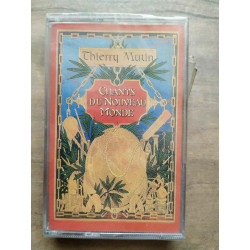 Thierry Mutin
CHANTS
DU NOUVEAU
MONDE